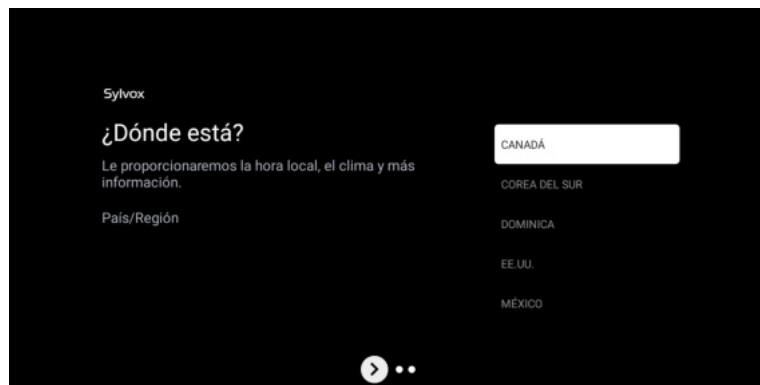 Sylvox
¿Dónde está?
Le proporcionaremos la hora local, el clima y más
información.
País/Región
CANADÁ
COREA DEL SUR
DOMINICA
EE.UU.
MÉXICO